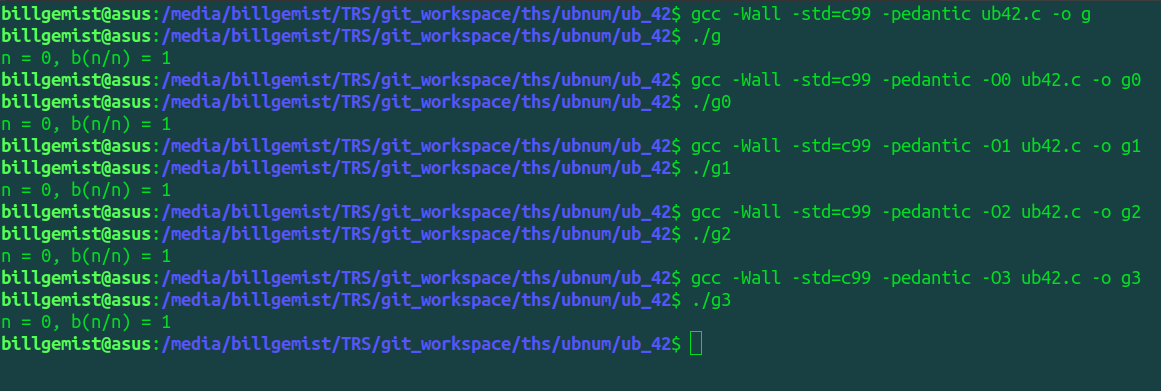 billgemist@asus:/media/billgemist/TRS/git_workspace/ths/ubnum/ub_42$ gcc -Wall -std=c99 -pedantic ub42.c -o g
billgemist@asus:/media/billgemist/TRS/git_workspace/ths/ubnum/ub_42$ ./g
n = 0, b(n/n) = 1
billgemist@asus:/media/billgemist/TRS/git_workspace/ths/ubnum/ub_42$ gcc -Wall -std=c99 -pedantic -O0 ub42.c -o g0
billgemist@asus:/media/billgemist/TRS/git_workspace/ths/ubnum/ub_42$ ./g0
n = 0, b(n/n) = 1
billgemist@asus:/media/billgemist/TRS/git_workspace/ths/ubnum/ub_42$ gcc -Wall -std=c99 -pedantic -O1 ub42.c -o g1
billgemist@asus:/media/billgemist/TRS/git_workspace/ths/ubnum/ub_42$ ./g1
n = 0, b(n/n) = 1
billgemist@asus:/media/billgemist/TRS/git_workspace/ths/ubnum/ub_42$ gcc -Wall -std=c99 -pedantic -O2 ub42.c -o g2
billgemist@asus:/media/billgemist/TRS/git_workspace/ths/ubnum/ub_42$ ./g2
n = 0, b(n/n) = 1
billgemist@asus:/media/billgemist/TRS/git_workspace/ths/ubnum/ub_42$ gcc -Wall -std=c99 -pedantic -O3 ub42.c -o g3
billgemist@asus:/media/billgemist/TRS/git_workspace/ths/ubnum/ub_42$ ./g3
n = 0, b(n/n) = 1
billgemist@asus:/media/billgemist/TRS/git_workspace/ths/ubnum/ub_42$